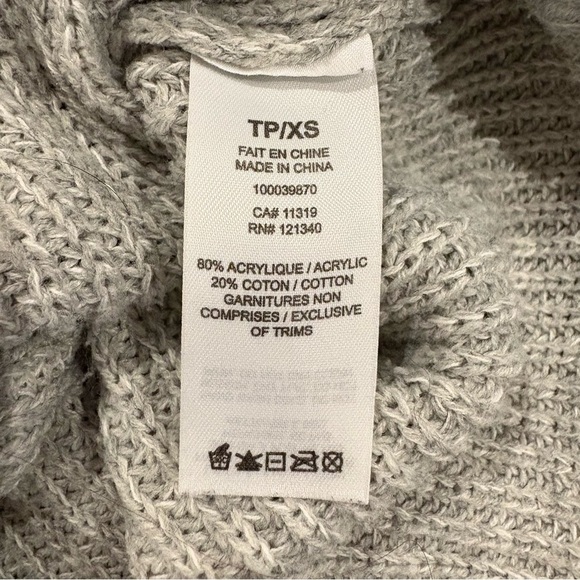 TP/XS
FAIT EN CHINE
MADE IN CHINA
100039870
CA# 11319
RN# 121340
80% ACRYLIQUE / ACRYLIC
20% COTON / COTTON
GARNITURES NON
COMPRISES / EXCLUSIVE
OF TRIMS